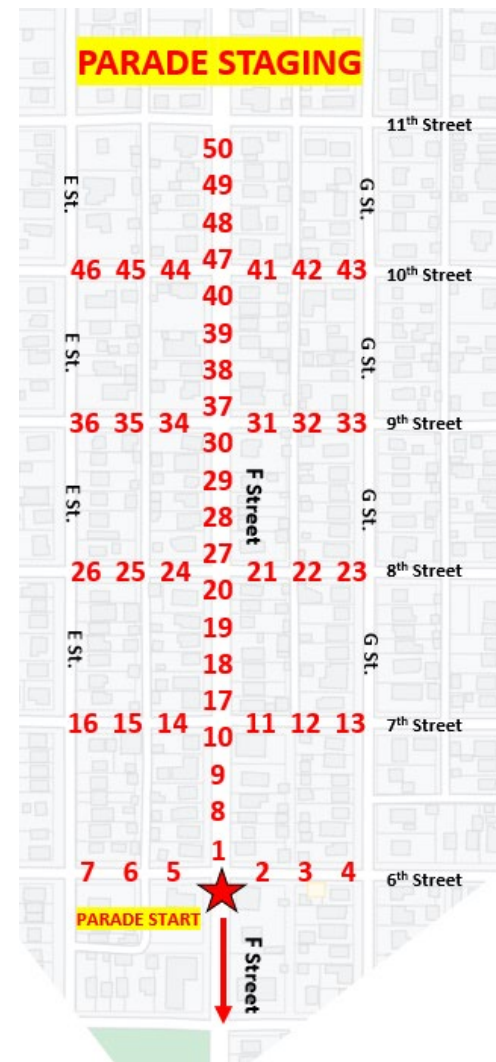 PARADE STAGING
11th Street
50
49
48
47
E St.
G St.
46 45 44 41 42 43
10th Street
40
39
38
37
E St.
G St.
36 35 34 31 32 33
9th Street
30
29
28
27
F Street
E St.
G St.
26 25 24 21 22 23
8th Street
20
19
18
17
E St.
G St.
16 15 14 11 12 13
7th Street
10
9
8
1
7 6 5 2 3 4
6th Street
PARADE START
F Street